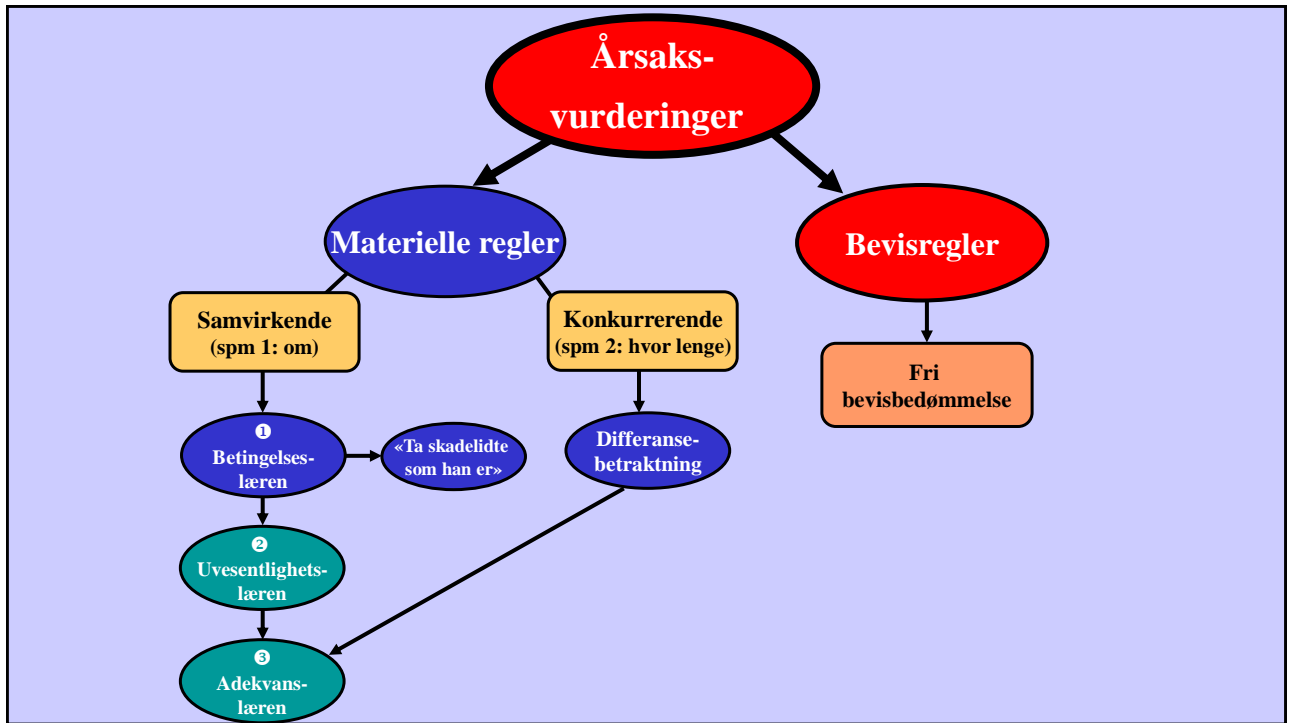 Årsaks-
vurderinger
Materielle regler
Bevisregler
Samvirkende
(spm 1: om)
Konkurrerende
(spm 2: hvor lenge)
Fri
bevisbedømmelse
❶
Betingelses-
læren
«Ta skadelidte
som han er»
Differanse-
betraktning
❷
Uvesentlighets-
læren
❸
Adekvans-
læren